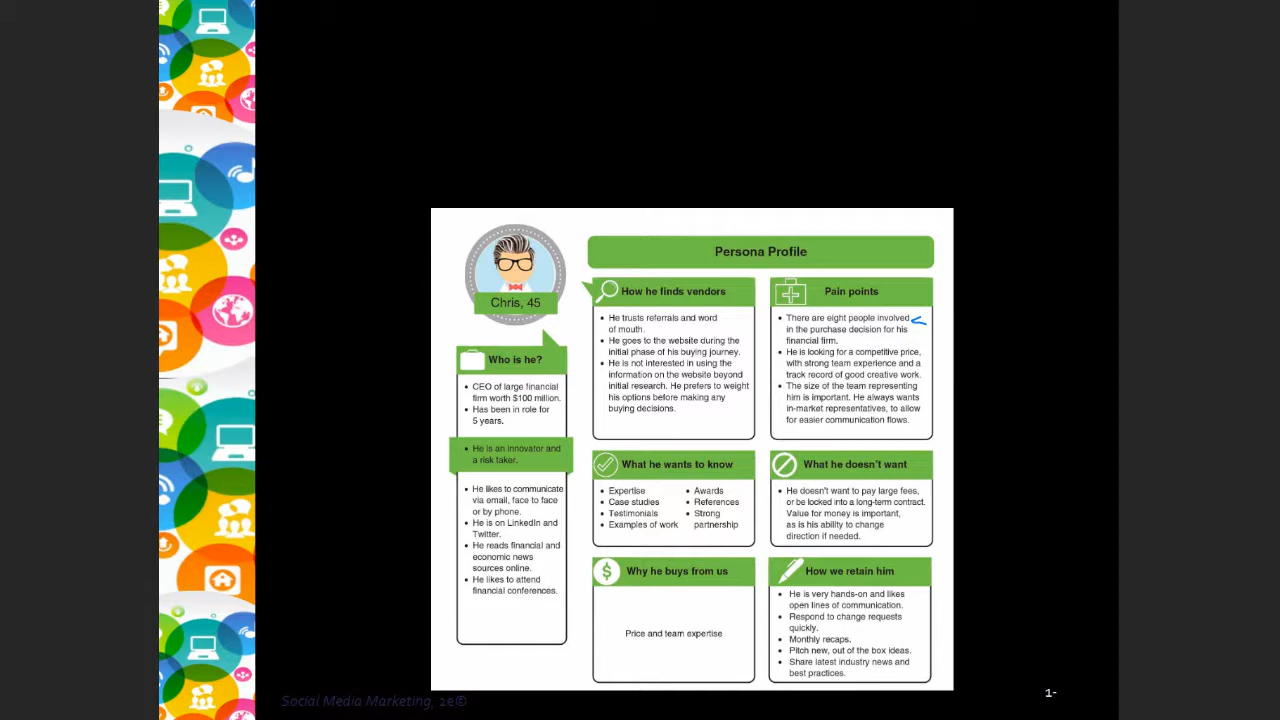 Persona Profile
Chris, 45
Who is he?
• CEO of large financial
firm worth $100 million.
• Has been in role for
5 years.
• He is an innovator and
a risk taker.
• He likes to communicate
via email, face to face
or by phone.
• He is on LinkedIn and
Twitter.
• He reads financial and
economic news
sources online.
• He likes to attend
financial conferences.
How he finds vendors
• He trusts referrals and word
of mouth.
• He goes to the website during the
initial phase of his buying journey.
• He is not interested in using the
information on the website beyond
initial research. He prefers to weight
his options before making any
buying decisions.
Pain points
• There are eight people involved
in the purchase decision for his
financial firm.
• He is looking for a competitive price,
with strong team experience and a
track record of good creative work.
• The size of the team representing
him is important. He always wants
in-market representatives, to allow
for easier communication flows.
What he wants to know
• Expertise
• Case studies
• Testimonials
• Examples of work
• Awards
• References
• Strong
partnership
What he doesn't want
• He doesn't want to pay large fees,
or be locked into a long-term contract.
Value for money is important,
as is his ability to change
direction if needed.
$ Why he buys from us
Price and team expertise
How we retain him
• He is very hands-on and likes
open lines of communication.
• Respond to change requests
quickly.
• Monthly recaps.
• Pitch new, out of the box ideas.
• Share latest industry news and
best practices.
Social Media Marketing, 2e©
1-